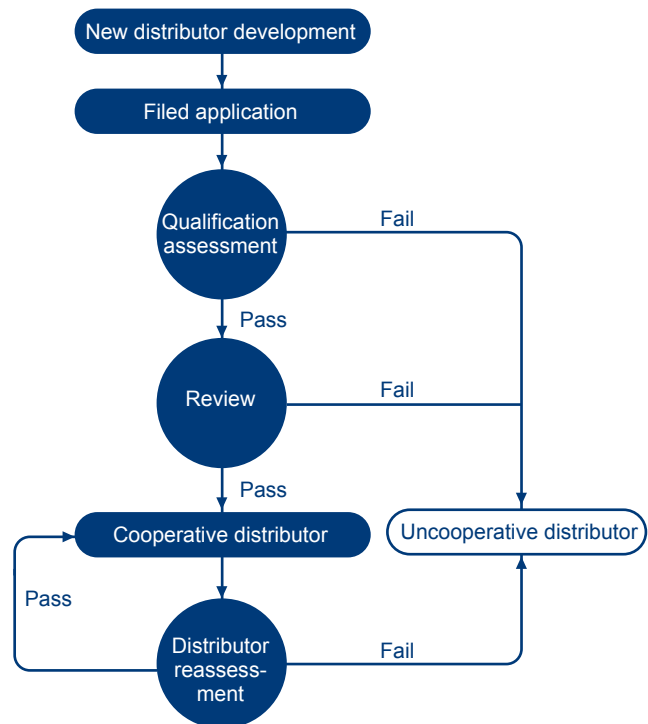 New distributor development
Filed application
Qualification
assessment
Fail
Pass
Review
Fail
Pass
Cooperative distributor
Uncooperative distributor
Pass
Distributor
reassess-
ment
Fail